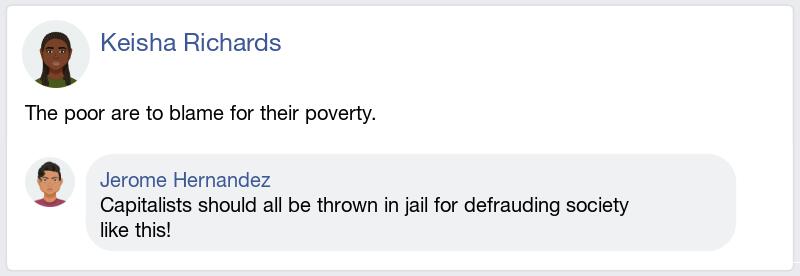 Keisha Richards
The poor are to blame for their poverty.
Jerome Hernandez
Capitalists should all be thrown in jail for defrauding society
like this!